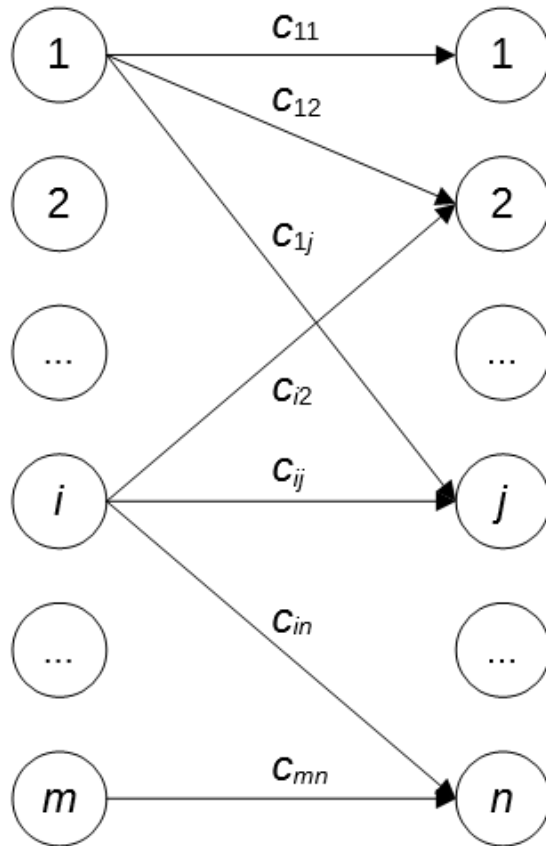 c₁₁
1 1
c₁₂
2 2
c₁ⱼ
... ...
cᵢ₂
cᵢⱼ
i j
cᵢₙ
... ...
cₘₙ
m n